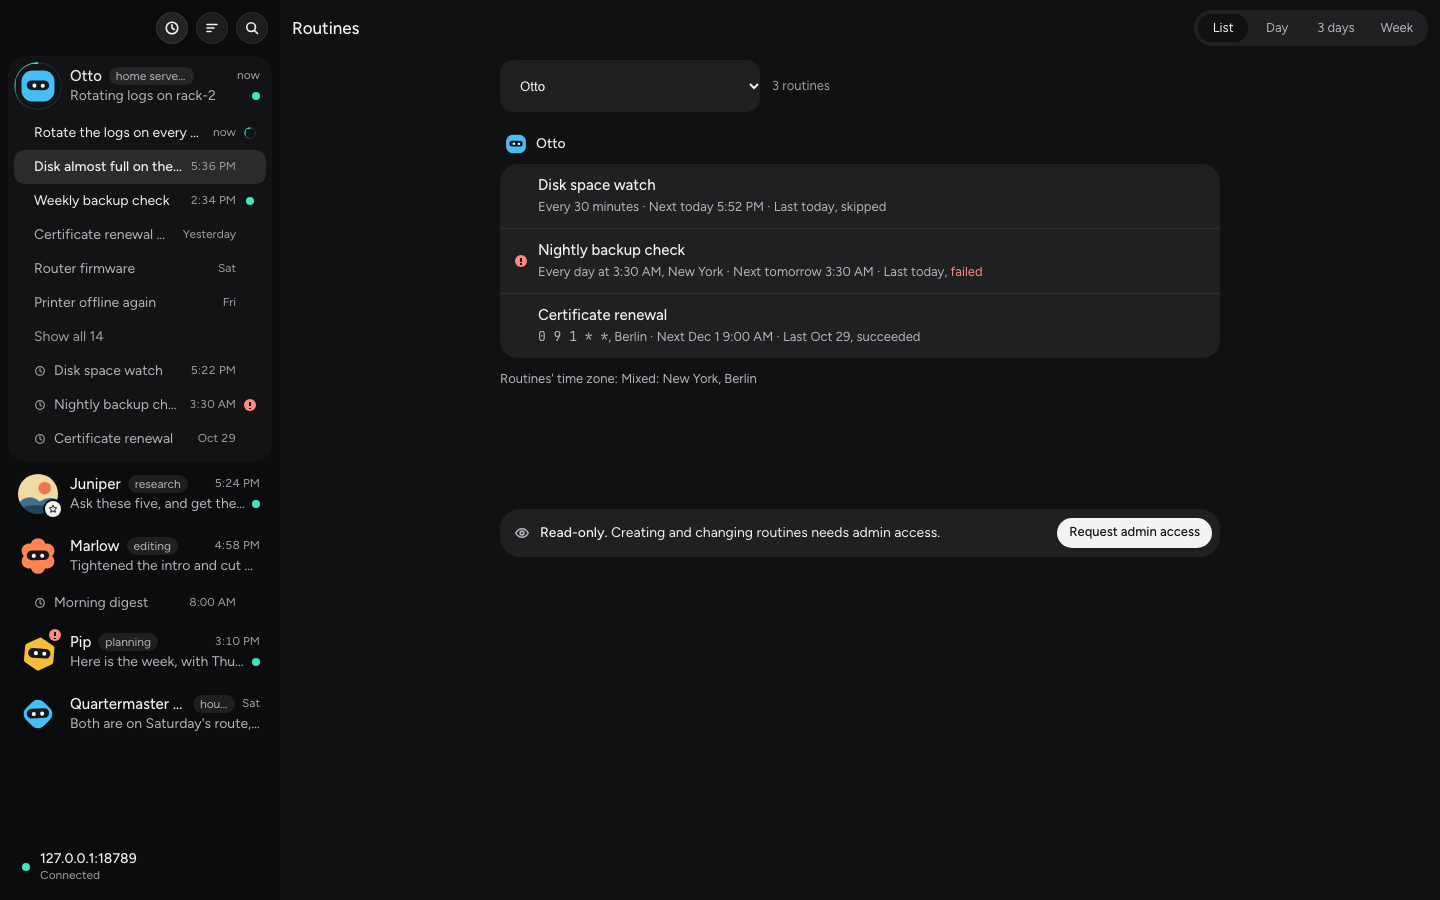 Routines
List Day 3 days Week
Otto home serve... now
Rotating logs on rack-2
Rotate the logs on every ... now
Disk almost full on the... 5:36 PM
Weekly backup check 2:34 PM
Certificate renewal ... Yesterday
Router firmware Sat
Printer offline again Fri
Show all 14
Disk space watch 5:22 PM
Nightly backup ch... 3:30 AM
Certificate renewal Oct 29
Juniper research 5:24 PM
Ask these five, and get the...
Marlow editing 4:58 PM
Tightened the intro and cut ...
Morning digest 8:00 AM
Pip planning 3:10 PM
Here is the week, with Thu...
Quartermaster ... hou... Sat
Both are on Saturday's route,...
127.0.0.1:18789
Connected
Otto 3 routines
Otto
Disk space watch
Every 30 minutes · Next today 5:52 PM · Last today, skipped
Nightly backup check
Every day at 3:30 AM, New York · Next tomorrow 3:30 AM · Last today, failed
Certificate renewal
0 9 1 * *, Berlin · Next Dec 1 9:00 AM · Last Oct 29, succeeded
Routines' time zone: Mixed: New York, Berlin
Read-only. Creating and changing routines needs admin access. Request admin access